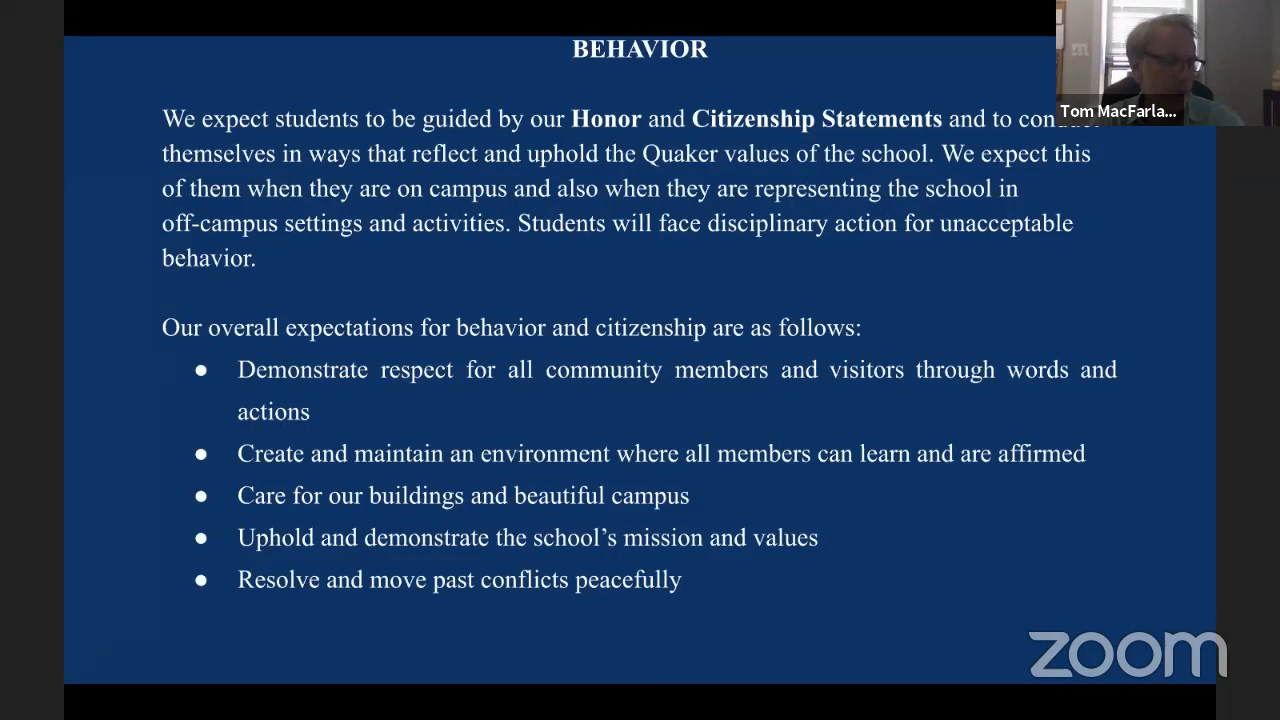 BEHAVIOR
Tom MacFarla...
We expect students to be guided by our Honor and Citizenship Statements and to conduct
themselves in ways that reflect and uphold the Quaker values of the school. We expect this
of them when they are on campus and also when they are representing the school in
off-campus settings and activities. Students will face disciplinary action for unacceptable
behavior.
Our overall expectations for behavior and citizenship are as follows:
● Demonstrate respect for all community members and visitors through words and
actions
● Create and maintain an environment where all members can learn and are affirmed
● Care for our buildings and beautiful campus
● Uphold and demonstrate the school’s mission and values
● Resolve and move past conflicts peacefully
zoom